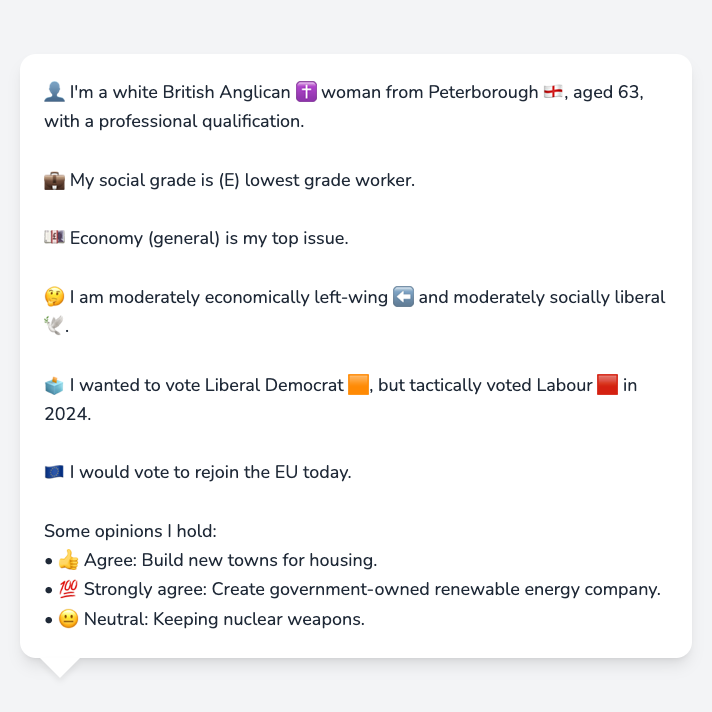 👤 I'm a white British Anglican ✝️ woman from Peterborough 🏴󠁧󠁢󠁥󠁮󠁧󠁿, aged 63,
with a professional qualification.
💼 My social grade is (E) lowest grade worker.
💷 Economy (general) is my top issue.
🤔 I am moderately economically left-wing ⬅️ and moderately socially liberal
🕊️.
🗳️ I wanted to vote Liberal Democrat 🟧, but tactically voted Labour 🟥 in
2024.
🇪🇺 I would vote to rejoin the EU today.
Some opinions I hold:
• 👍 Agree: Build new towns for housing.
• 💯 Strongly agree: Create government-owned renewable energy company.
• 😐 Neutral: Keeping nuclear weapons.